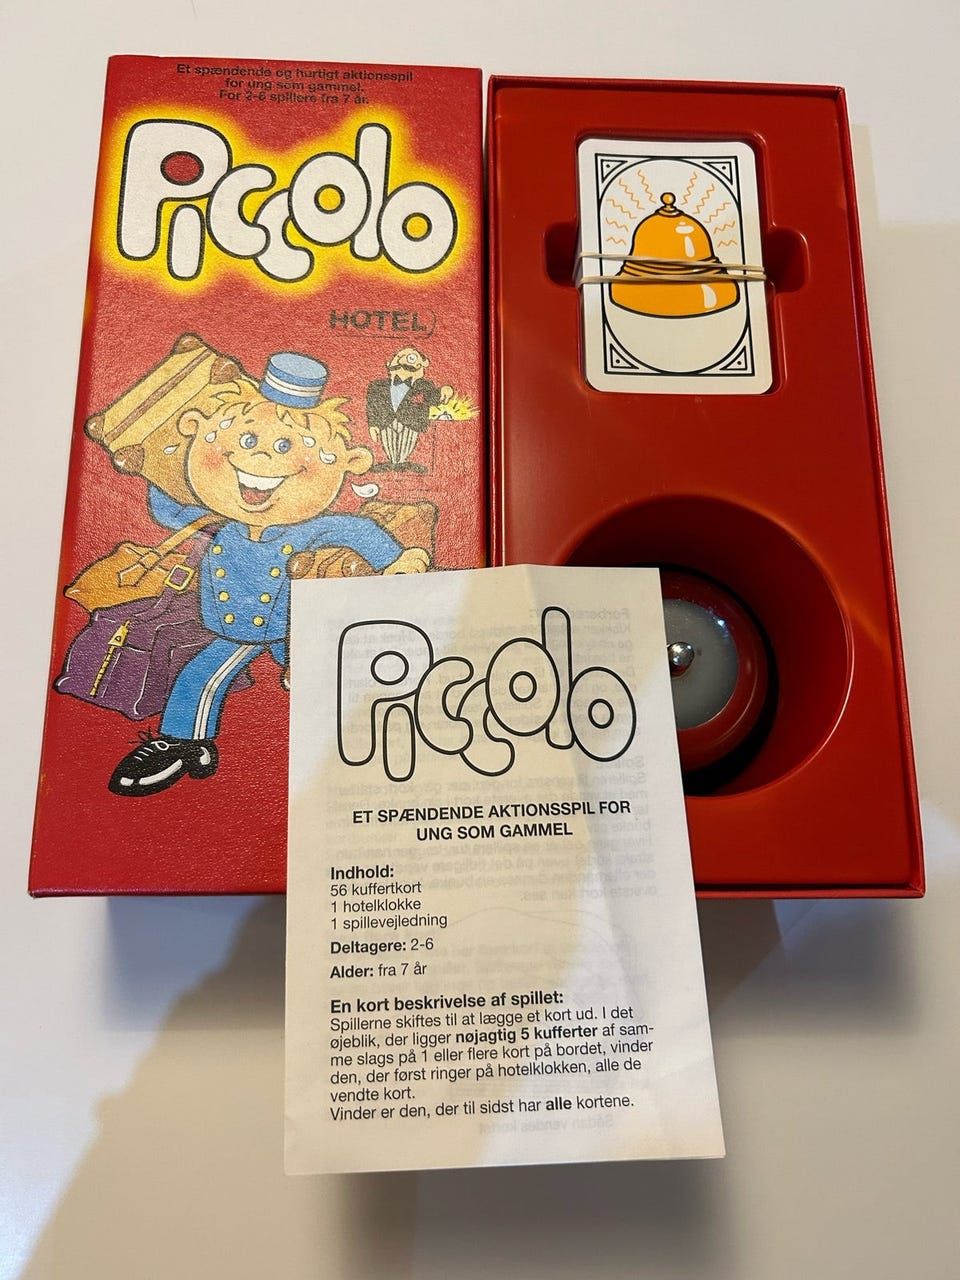 Et spændende og hurtigt aktionsspil
for ung som gammel.
For 2-6 spillere fra 7 år.
Piccolo
HOTEL
Piccolo
ET SPÆNDENDE AKTIONSSPIL FOR
UNG SOM GAMMEL
Indhold:
56 kuffertkort
1 hotelklokke
1 spillevejledning
Deltagere: 2-6
Alder: fra 7 år
En kort beskrivelse af spillet:
Spillerne skiftes til at lægge et kort ud. I det
øjeblik, der ligger nøjagtig 5 kufferter af sam-
me slags på 1 eller flere kort på bordet, vinder
den, der først ringer på hotelklokken, alle de
vendte kort.
Vinder er den, der til sidst har alle kortene.